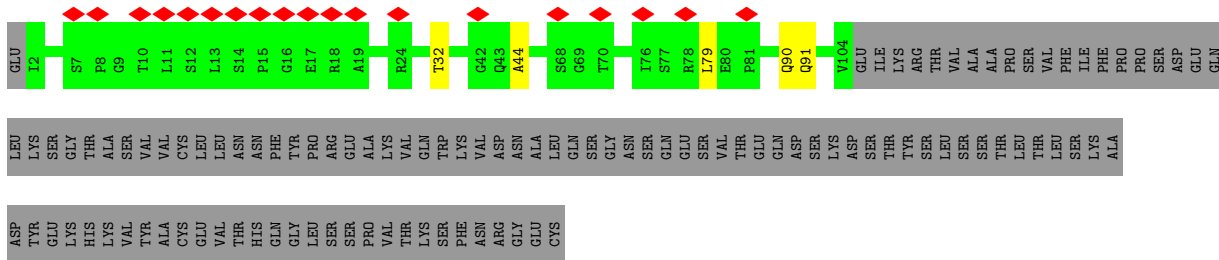 GLU I2 S7 P8 G9 T10 L11 S12 L13 S14 P15 G16 E17 R18 A19 R24 T32 G42 Q43 A44 S68 G69 T70 I76 S77 R78 L79 E80 P81 Q90 Q91 V104 GLU ILE LYS ARG THR VAL ALA ALA PRO SER VAL PHE ILE PHE PRO PRO SER ASP GLU GLN
LEU LYS SER GLY THR ALA SER VAL VAL CYS LEU LEU ASN ASN PHE TYR PRO ARG GLU ALA LYS VAL GLN TRP LYS VAL ASP ASN ALA LEU GLN SER GLY ASN SER GLN GLU SER VAL THR GLU GLN ASP SER LYS ASP SER THR TYR SER LEU SER SER THR LEU THR LEU SER LYS ALA
ASP TYR GLU LYS HIS LYS VAL TYR ALA CYS GLU VAL THR HIS GLN GLY LEU SER SER PRO VAL THR LYS SER PHE ASN ARG GLY GLU CYS